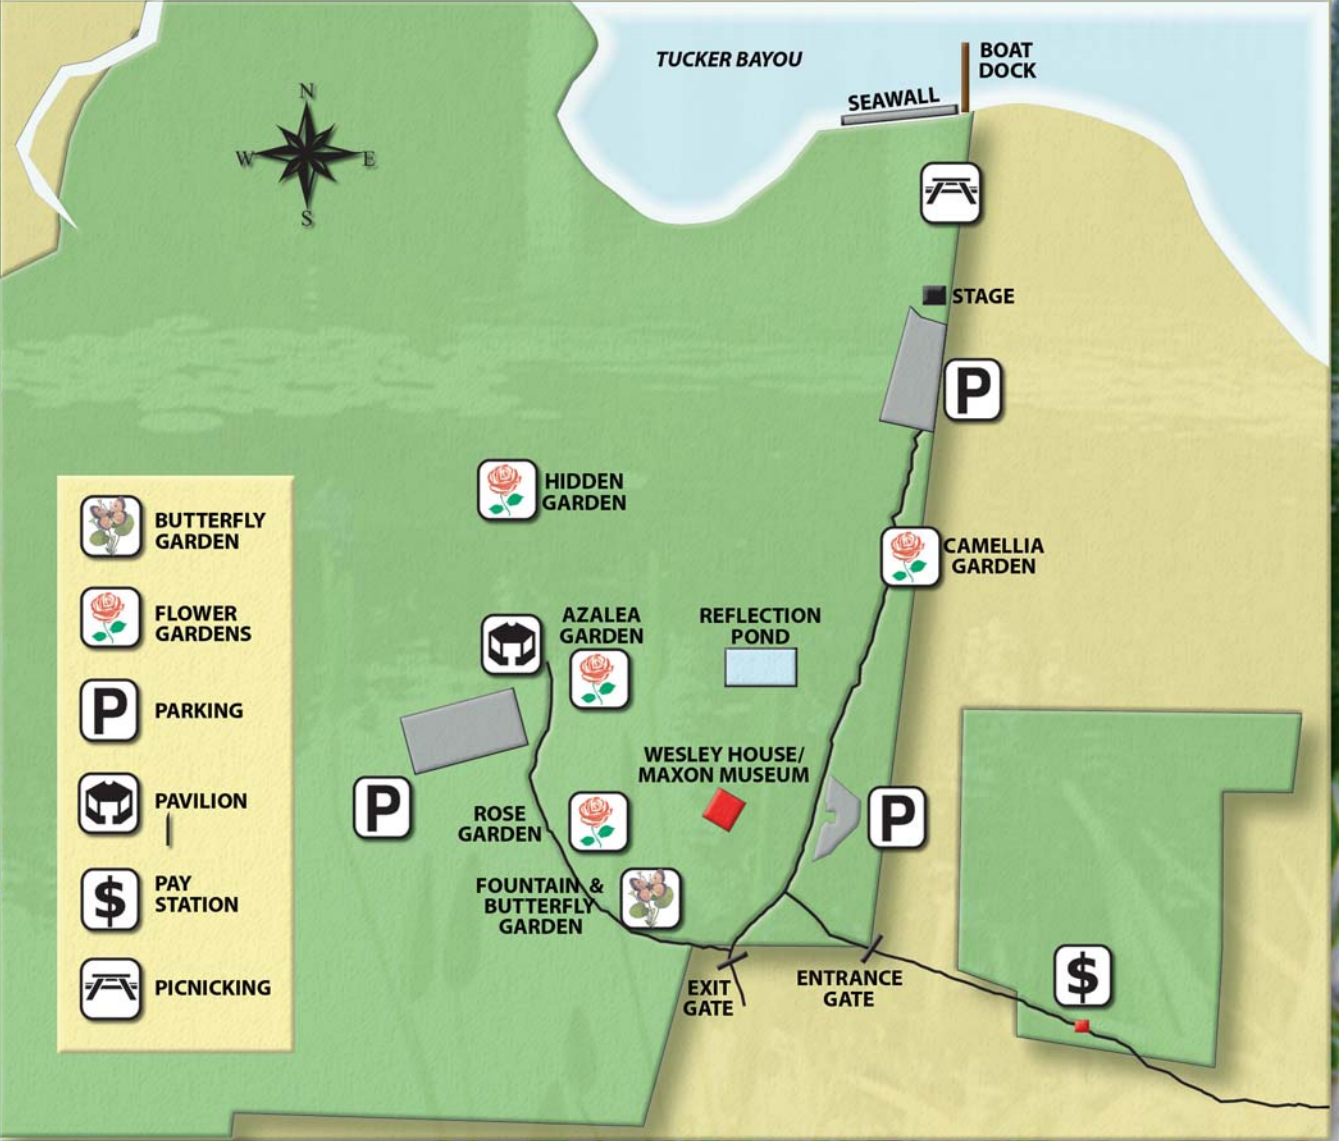 TUCKER BAYOU
BOAT
DOCK
SEAWALL
N
W
E
S
STAGE
P
HIDDEN
GARDEN
CAMELLIA
GARDEN
AZALEA
GARDEN
REFLECTION
POND
WESLEY HOUSE/
MAXON MUSEUM
P
P
ROSE
GARDEN
FOUNTAIN &
BUTTERFLY
GARDEN
EXIT
GATE
ENTRANCE
GATE
$
BUTTERFLY
GARDEN
FLOWER
GARDENS
P
PARKING
PAVILION
$
PAY
STATION
PICNICKING